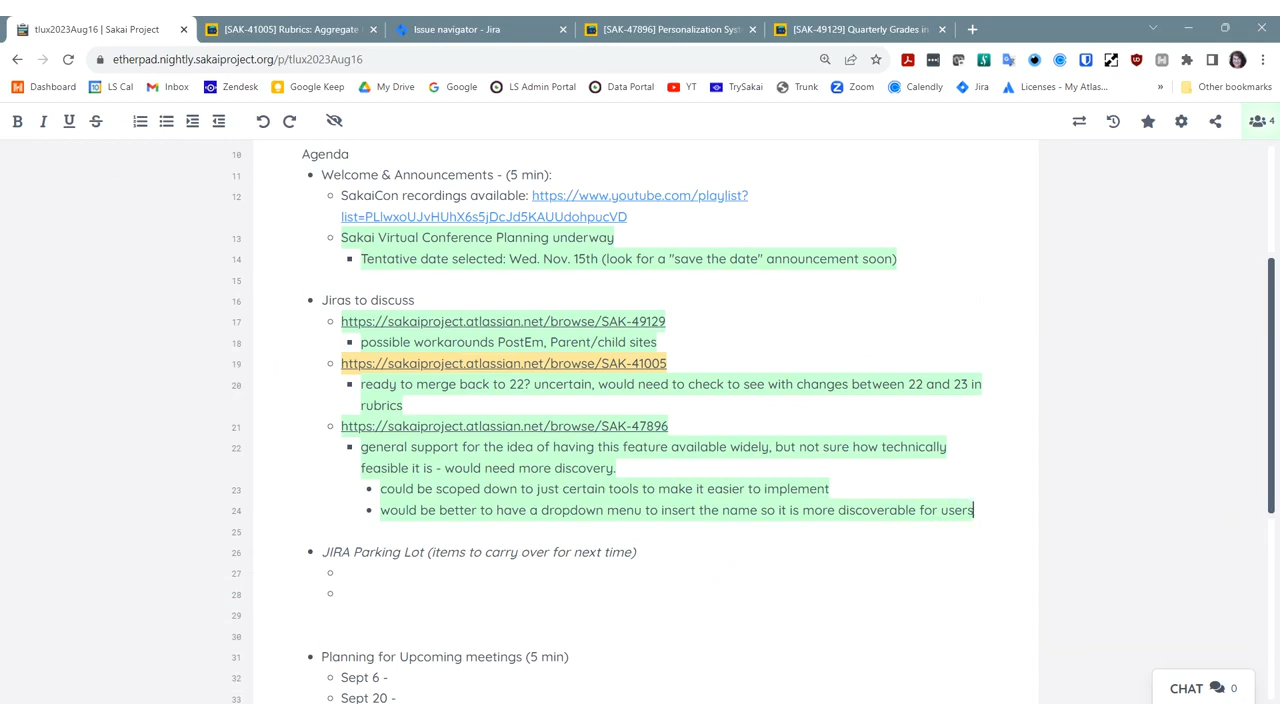 tlux2023Aug16 | Sakai Project
[SAK-41005] Rubrics: Aggregate
Issue navigator - Jira
[SAK-47896] Personalization Syst
[SAK-49129] Quarterly Grades in
etherpad.nightly.sakaiproject.org/p/tlux2023Aug16
Dashboard
LS Cal
Inbox
Zendesk
Google Keep
My Drive
Google
LS Admin Portal
Data Portal
YT
TrySakai
Trunk
Zoom
Calendly
Jira
Licenses - My Atlas...
»
Other bookmarks
B I U S
4
10 Agenda
11 • Welcome & Announcements - (5 min):
12 ◦ SakaiCon recordings available: https://www.youtube.com/playlist?
list=PLlwxoUJvHUhX6s5jDcJd5KAUUdohpucVD
13 ◦ Sakai Virtual Conference Planning underway
14 ▪ Tentative date selected: Wed. Nov. 15th (look for a "save the date" announcement soon)
15
16 • Jiras to discuss
17 ◦ https://sakaiproject.atlassian.net/browse/SAK-49129
18 ▪ possible workarounds PostEm, Parent/child sites
19 ◦ https://sakaiproject.atlassian.net/browse/SAK-41005
20 ▪ ready to merge back to 22? uncertain, would need to check to see with changes between 22 and 23 in
rubrics
21 ◦ https://sakaiproject.atlassian.net/browse/SAK-47896
22 ▪ general support for the idea of having this feature available widely, but not sure how technically
feasible it is - would need more discovery.
23 • could be scoped down to just certain tools to make it easier to implement
24 • would be better to have a dropdown menu to insert the name so it is more discoverable for users
25
26 • JIRA Parking Lot (items to carry over for next time)
27 ◦
28 ◦
29
30
31 • Planning for Upcoming meetings (5 min)
32 ◦ Sept 6 -
33 ◦ Sept 20 -
CHAT 0